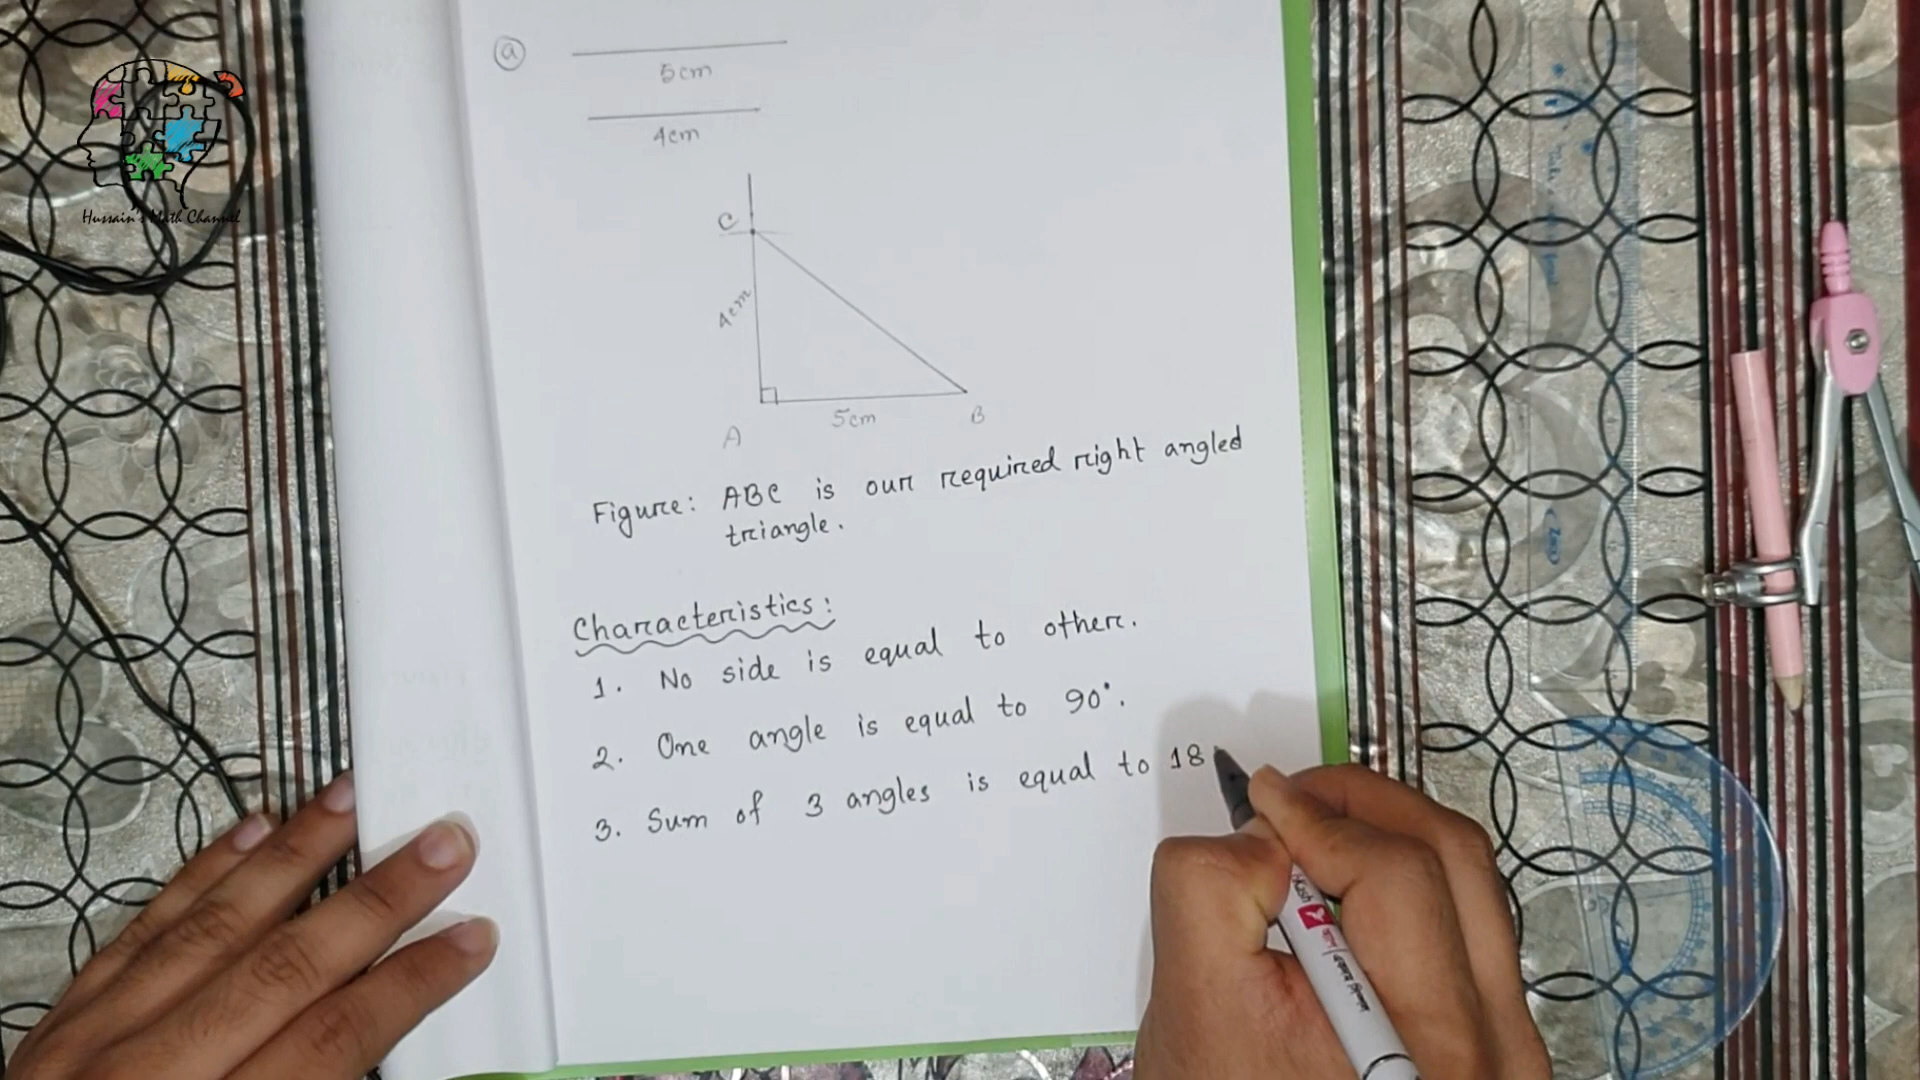 Hussain's Math Channel
a
5cm
4cm
C
4cm
A
5cm
B
Figure: ABC is our required right angled
triangle.
Characteristics:
1. No side is equal to other.
2. One angle is equal to 90°.
3. Sum of 3 angles is equal to 18